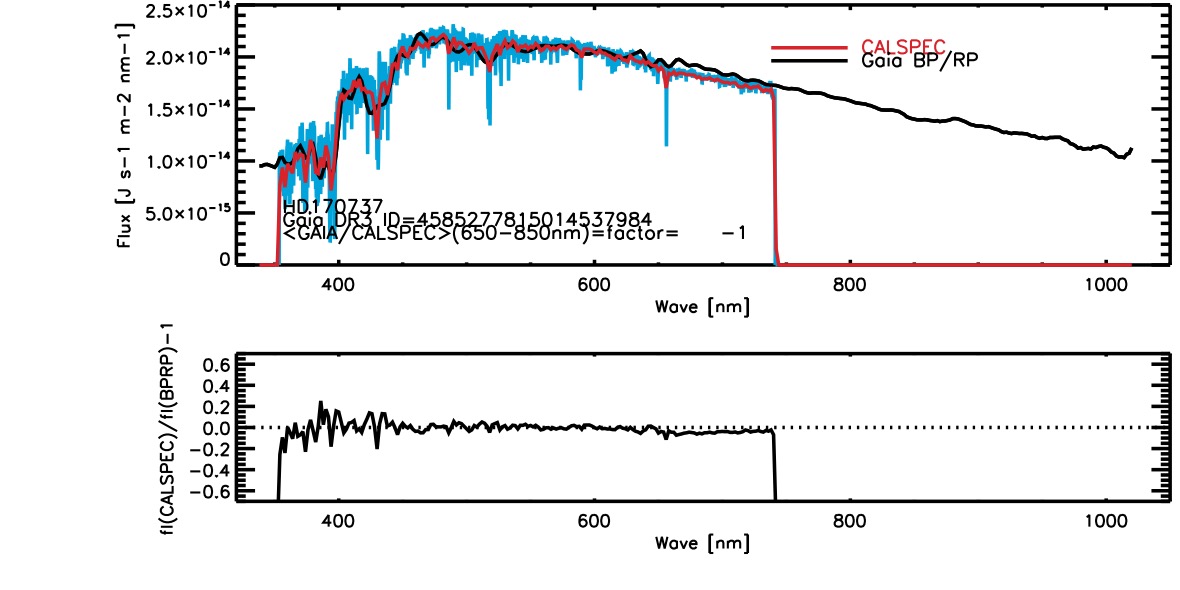 2.5×10−14
2.0×10−14
1.5×10−14
1.0×10−14
5.0×10−15
0
Flux [J s−1 m−2 nm−1]
CALSPEC
Gaia BP/RP
HD170737
Gaia DR3 ID=4585277815014537984
<GAIA/CALSPEC>(650−850nm)=factor= −1
400 600 800 1000
Wave [nm]
fl(CALSPEC)/fl(BPRP)−1
0.6
0.4
0.2
0.0
−0.2
−0.4
−0.6
400 600 800 1000
Wave [nm]